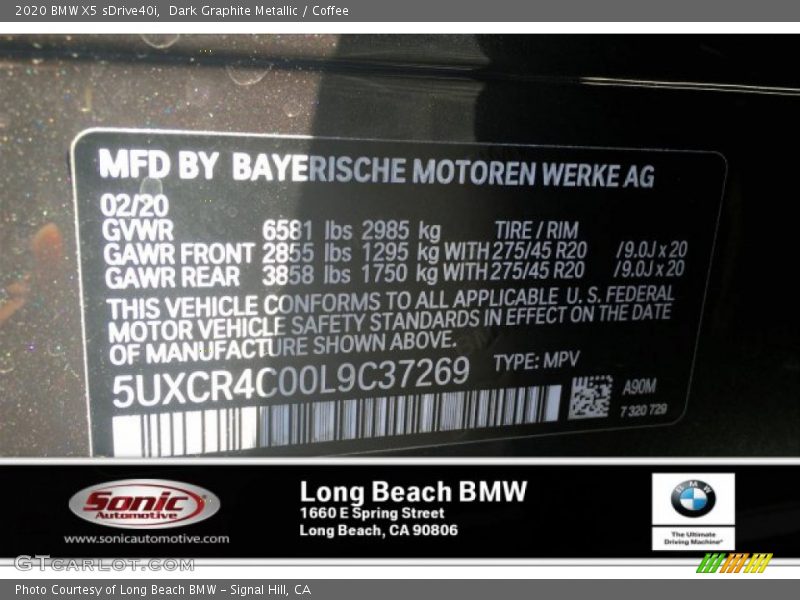 2020 BMW X5 sDrive40i, Dark Graphite Metallic / Coffee
MFD BY BAYERISCHE MOTOREN WERKE AG
02/20
GVWR 6581 lbs 2985 kg TIRE / RIM
GAWR FRONT 2855 lbs 1295 kg WITH 275/45 R20 /9.0J x 20
GAWR REAR 3858 lbs 1750 kg WITH 275/45 R20 /9.0J x 20
THIS VEHICLE CONFORMS TO ALL APPLICABLE U. S. FEDERAL
MOTOR VEHICLE SAFETY STANDARDS IN EFFECT ON THE DATE
OF MANUFACTURE SHOWN ABOVE.
5UXCR4C00L9C37269 TYPE: MPV
A90M
7 320 729
Sonic
Automotive
www.sonicautomotive.com
Long Beach BMW
1660 E Spring Street
Long Beach, CA 90806
BMW
The Ultimate
Driving Machine®
GTcarlot.com
Photo Courtesy of Long Beach BMW - Signal Hill, CA